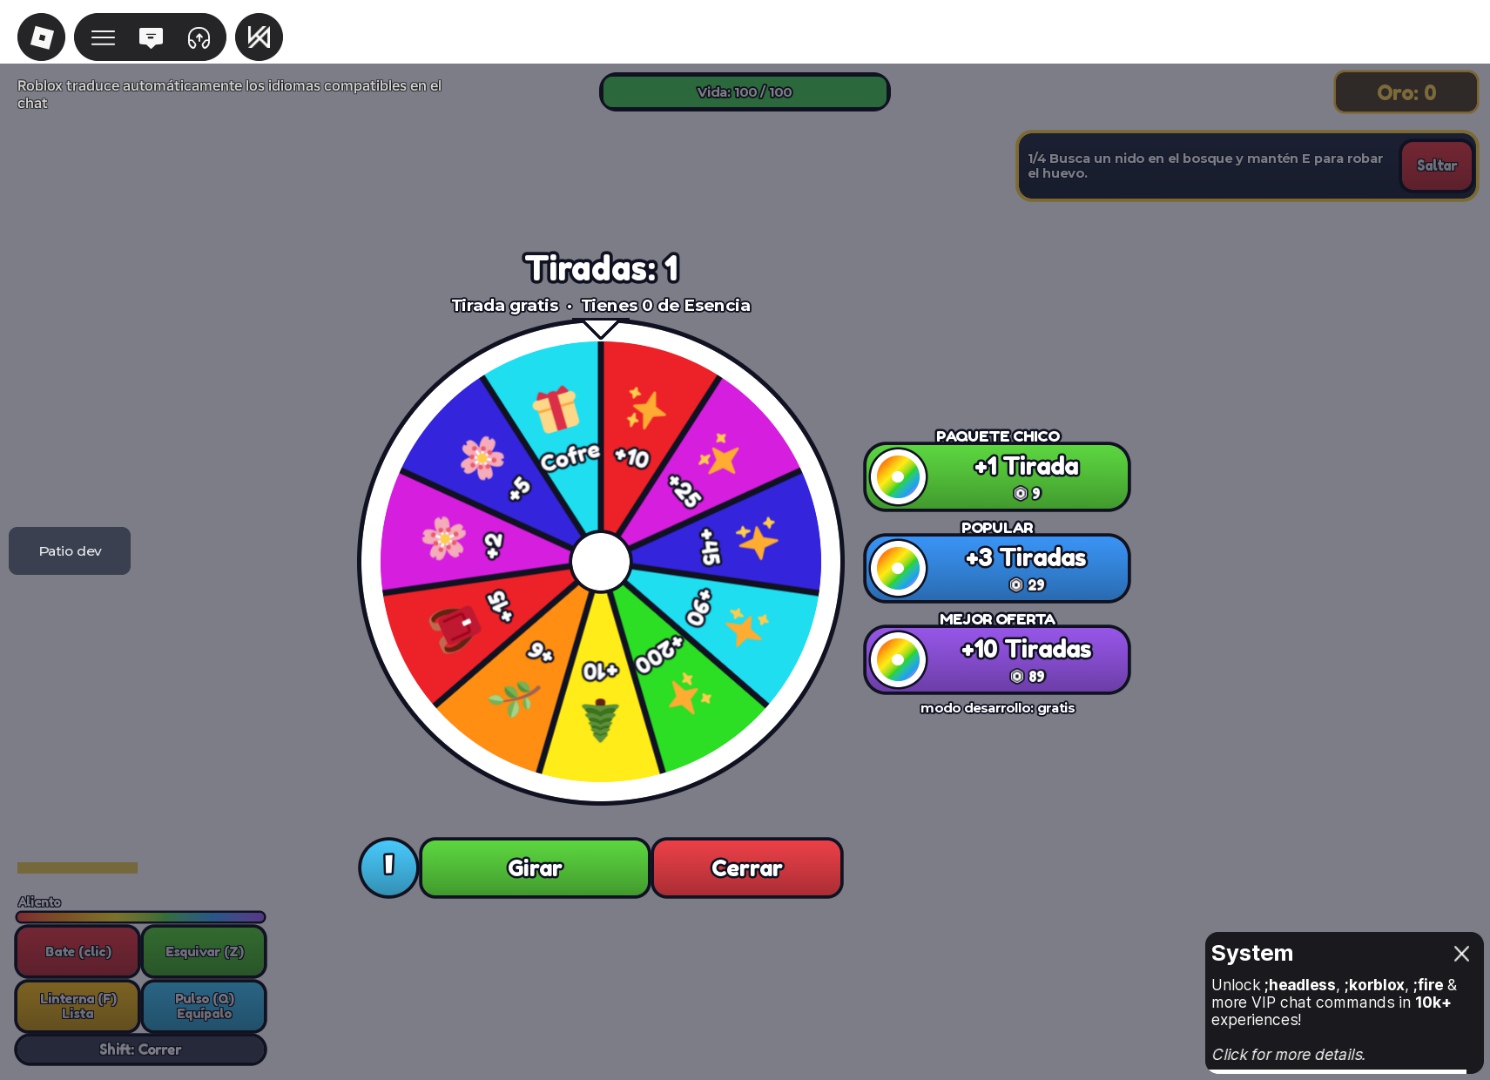 Roblox traduce automáticamente los idiomas compatibles en el
chat
Vida: 100 / 100
Oro: 0
1/4 Busca un nido en el bosque y mantén E para robar
el huevo.
Saltar
Tiradas: 1
Tirada gratis · Tienes 0 de Esencia
Cofre
+10
+25
+45
+90
+200
+10
+6
+15
+2
+5
PAQUETE CHICO
+1 Tirada
9
POPULAR
+3 Tiradas
29
MEJOR OFERTA
+10 Tiradas
89
modo desarrollo: gratis
Patio dev
Girar
Cerrar
Aliento
Bate (clic)
Esquivar (Z)
Linterna (F)
Lista
Pulso (Q)
Equípalo
Shift: Correr
System
Unlock ;headless, ;korblox, ;fire &
more VIP chat commands in 10k+
experiences!
Click for more details.